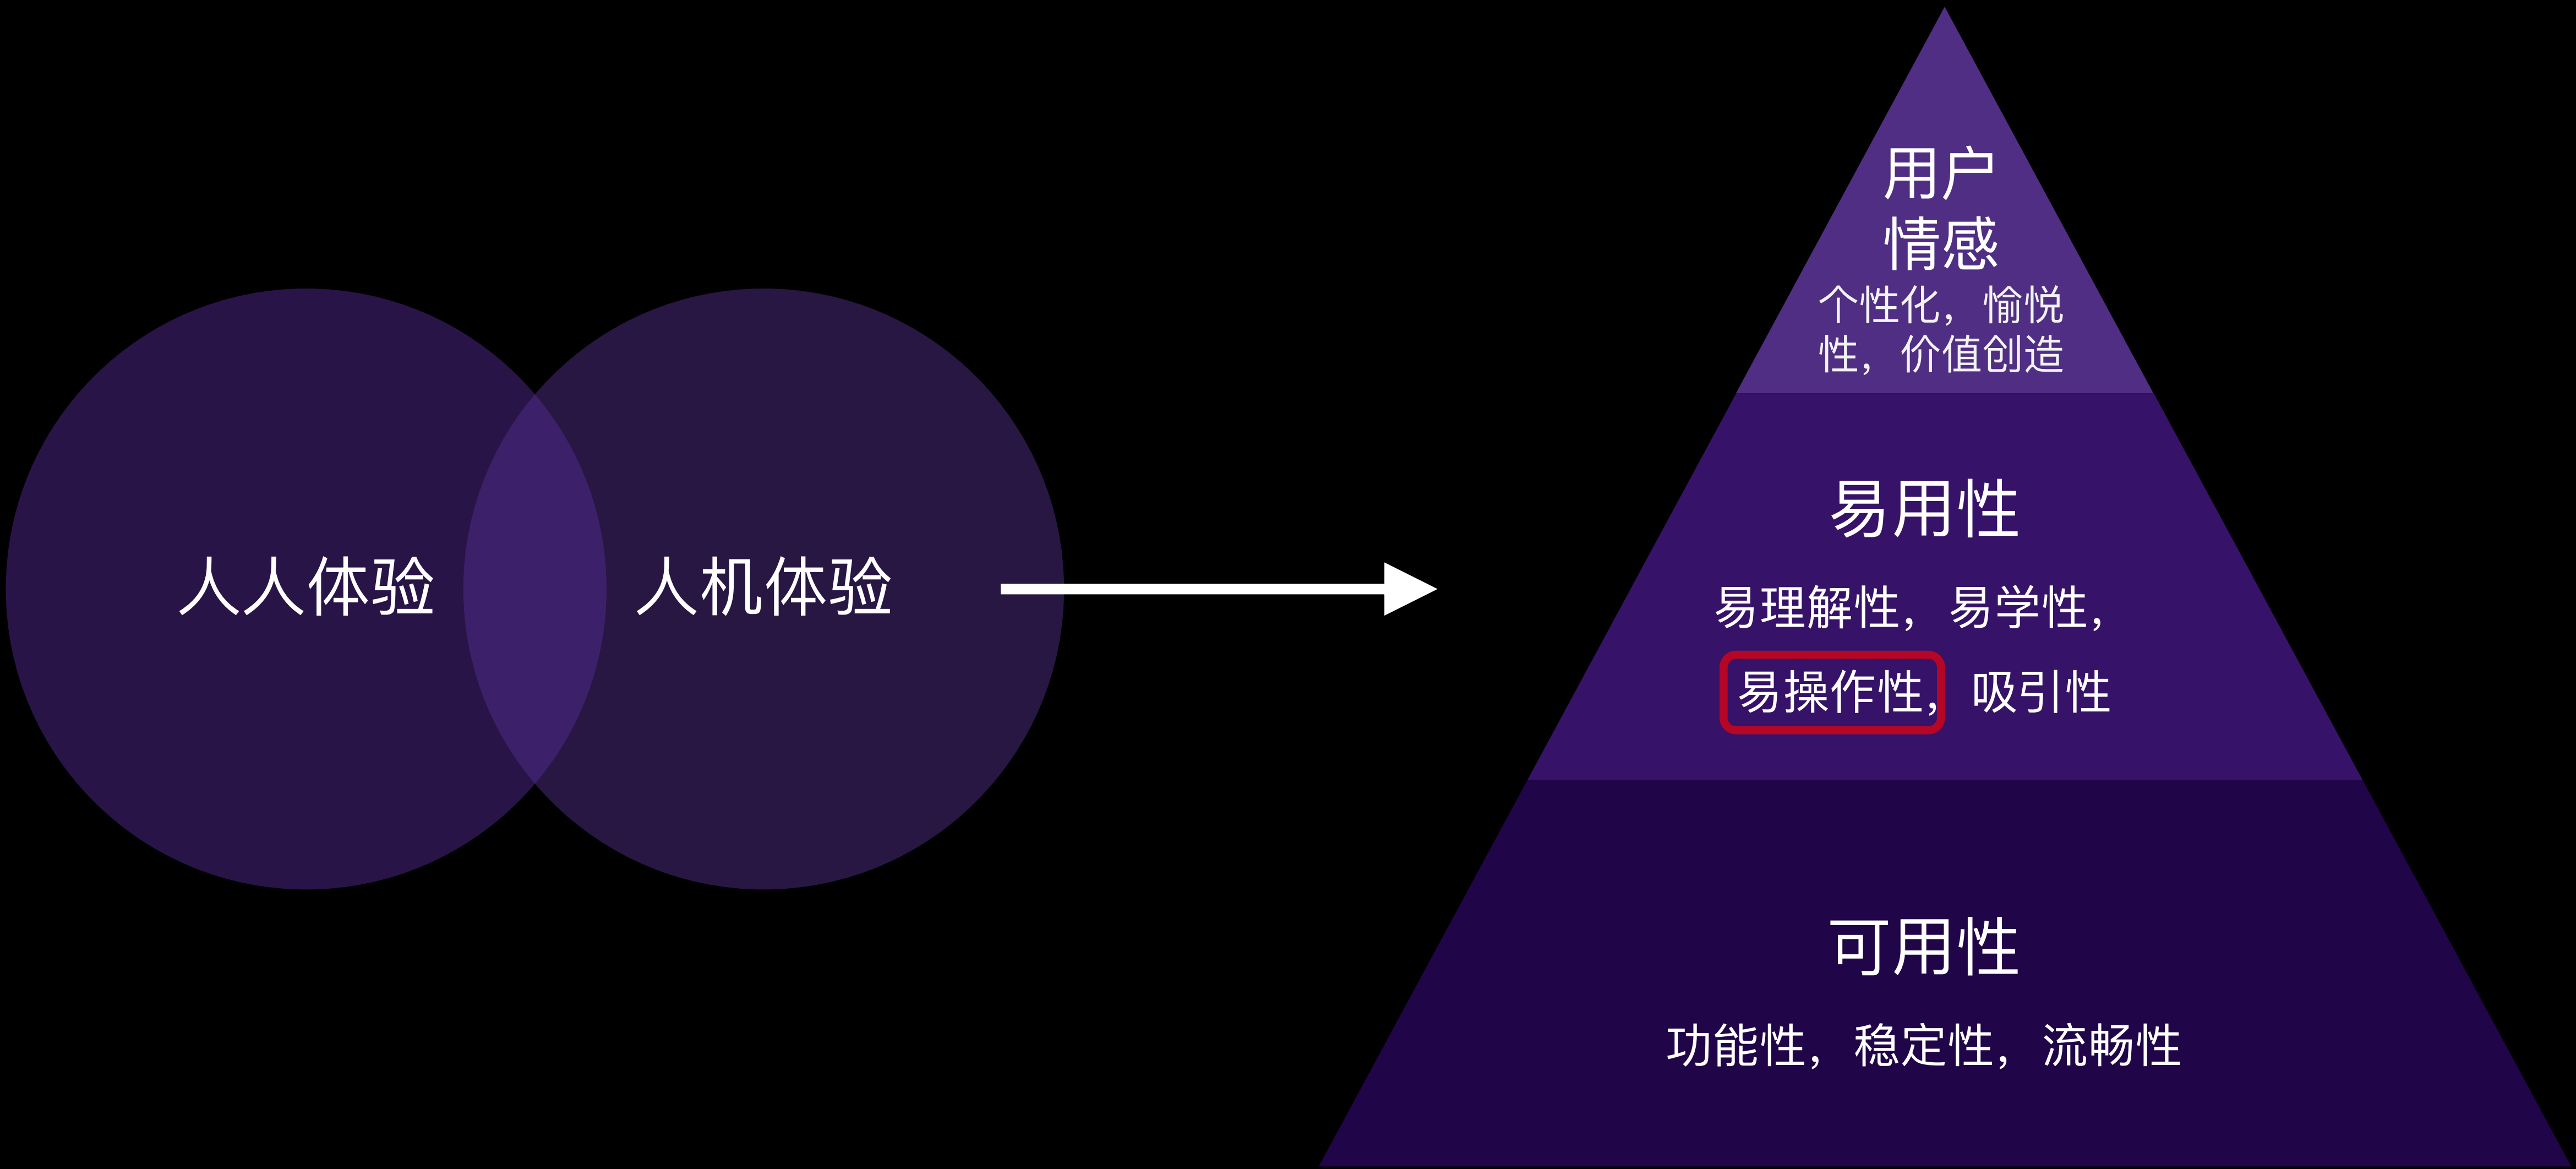 人人体验
人机体验
用户
情感
个性化，愉悦
性，价值创造
易用性
易理解性，易学性，
易操作性，吸引性
可用性
功能性，稳定性，流畅性